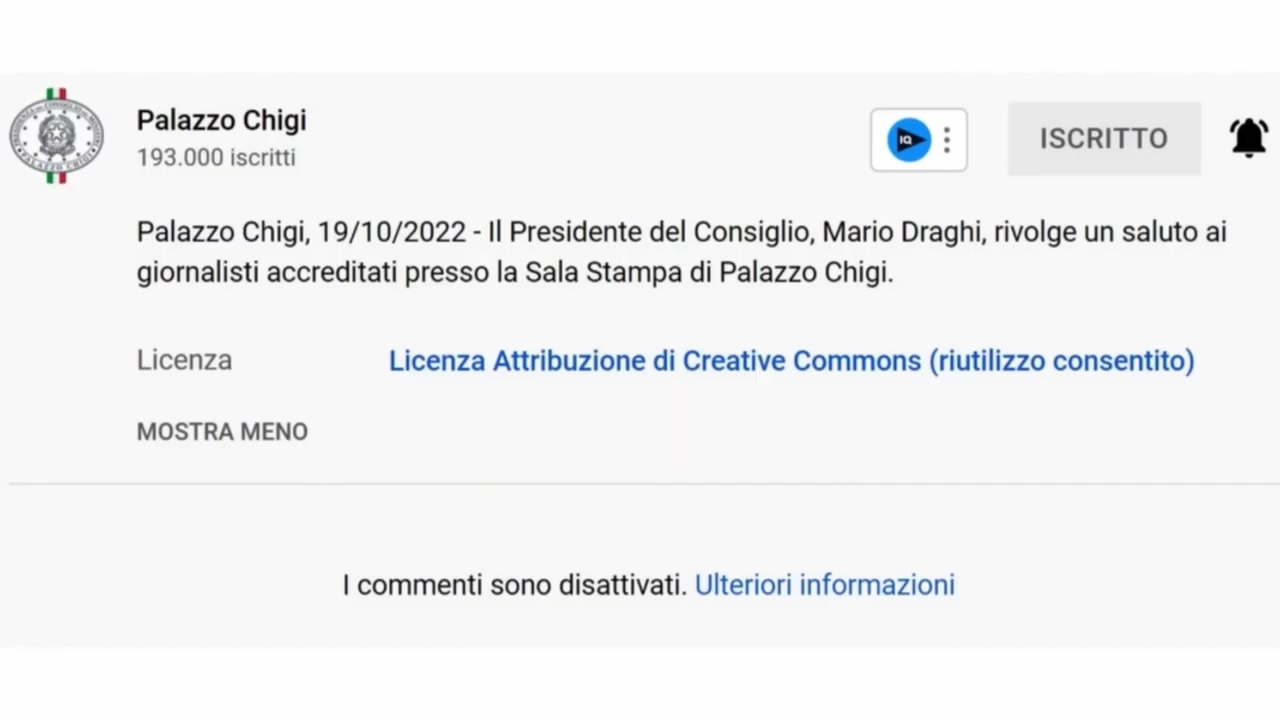 Palazzo Chigi
193.000 iscritti
IQ
ISCRITTO
Palazzo Chigi, 19/10/2022 - Il Presidente del Consiglio, Mario Draghi, rivolge un saluto ai
giornalisti accreditati presso la Sala Stampa di Palazzo Chigi.
Licenza Licenza Attribuzione di Creative Commons (riutilizzo consentito)
MOSTRA MENO
I commenti sono disattivati. Ulteriori informazioni